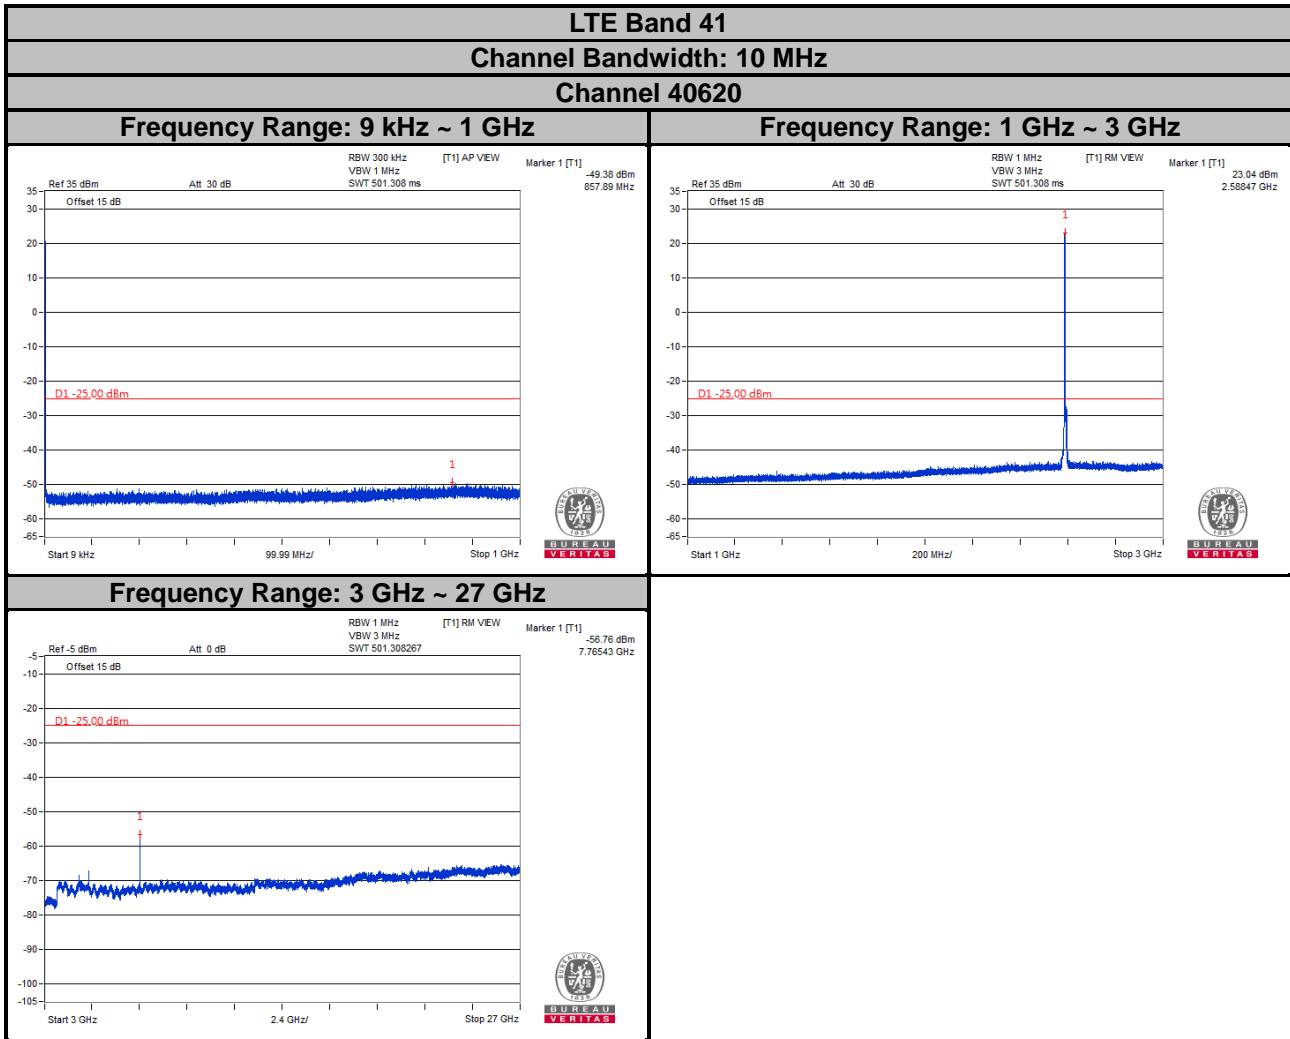 LTE Band 41
Channel Bandwidth: 10 MHz
Channel 40620
Frequency Range: 9 kHz ~ 1 GHz
RBW 300 kHz [T1] AP VIEW
VBW 1 MHz
Ref 35 dBm Att 30 dB SWT 501.308 ms
Marker 1 [T1]
-49.38 dBm
857.89 MHz
Offset 15 dB
35
30
20
10
0
-10
-20
D1 -25.00 dBm
-30
-40
1
-50
-60
-65
Start 9 kHz 99.99 MHz/ Stop 1 GHz
BUREAU VERITAS
1828
BUREAU
VERITAS
Frequency Range: 1 GHz ~ 3 GHz
RBW 1 MHz [T1] RM VIEW
VBW 3 MHz
Ref 35 dBm Att 30 dB SWT 501.308 ms
Marker 1 [T1]
23.04 dBm
2.58847 GHz
Offset 15 dB
35
30
1
20
10
0
-10
-20
D1 -25.00 dBm
-30
-40
-50
-60
-65
Start 1 GHz 200 MHz/ Stop 3 GHz
BUREAU VERITAS
1828
BUREAU
VERITAS
Frequency Range: 3 GHz ~ 27 GHz
RBW 1 MHz [T1] RM VIEW
VBW 3 MHz
Ref -5 dBm Att 0 dB SWT 501.308267
Marker 1 [T1]
-56.76 dBm
7.76543 GHz
Offset 15 dB
-5
-10
-20
D1 -25.00 dBm
-30
-40
-50
1
-60
-70
-80
-90
-100
-105
Start 3 GHz 2.4 GHz/ Stop 27 GHz
BUREAU VERITAS
1828
BUREAU
VERITAS